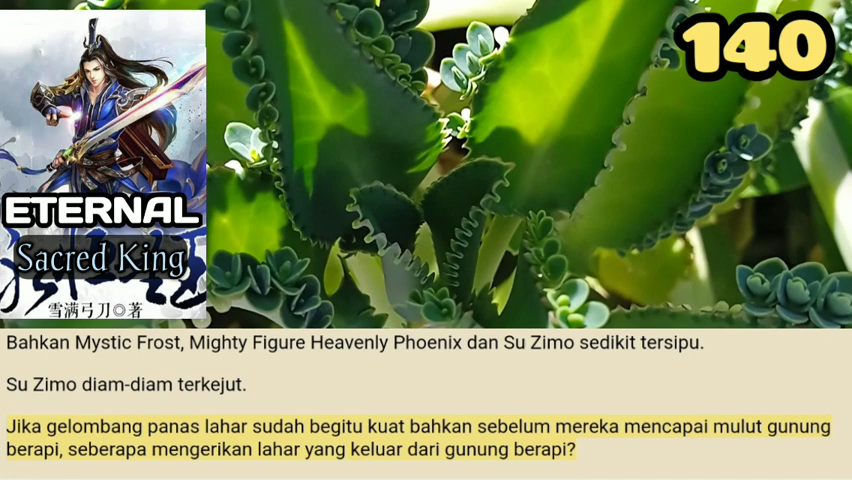 140
ETERNAL
Sacred King
雪满弓刀◎著
Bahkan Mystic Frost, Mighty Figure Heavenly Phoenix dan Su Zimo sedikit tersipu.
Su Zimo diam-diam terkejut.
Jika gelombang panas lahar sudah begitu kuat bahkan sebelum mereka mencapai mulut gunung
berapi, seberapa mengerikan lahar yang keluar dari gunung berapi?